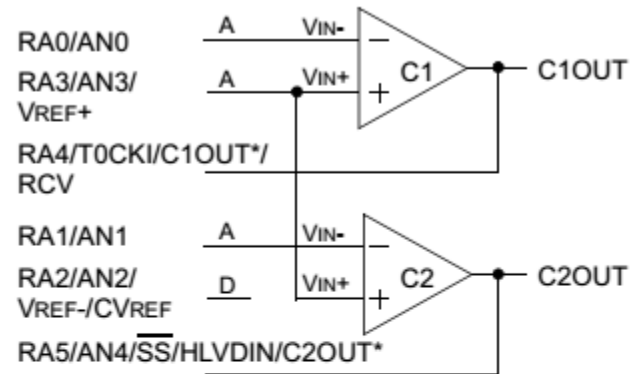 RA0/AN0 A VIN- - C1 C1OUT
RA3/AN3/ A VIN+ +
VREF+
RA4/T0CKI/C1OUT*/
RCV
RA1/AN1 A VIN- - C2 C2OUT
RA2/AN2/ D VIN+ +
VREF-/CVREF
RA5/AN4/S̅S̅/HLVDIN/C2OUT*